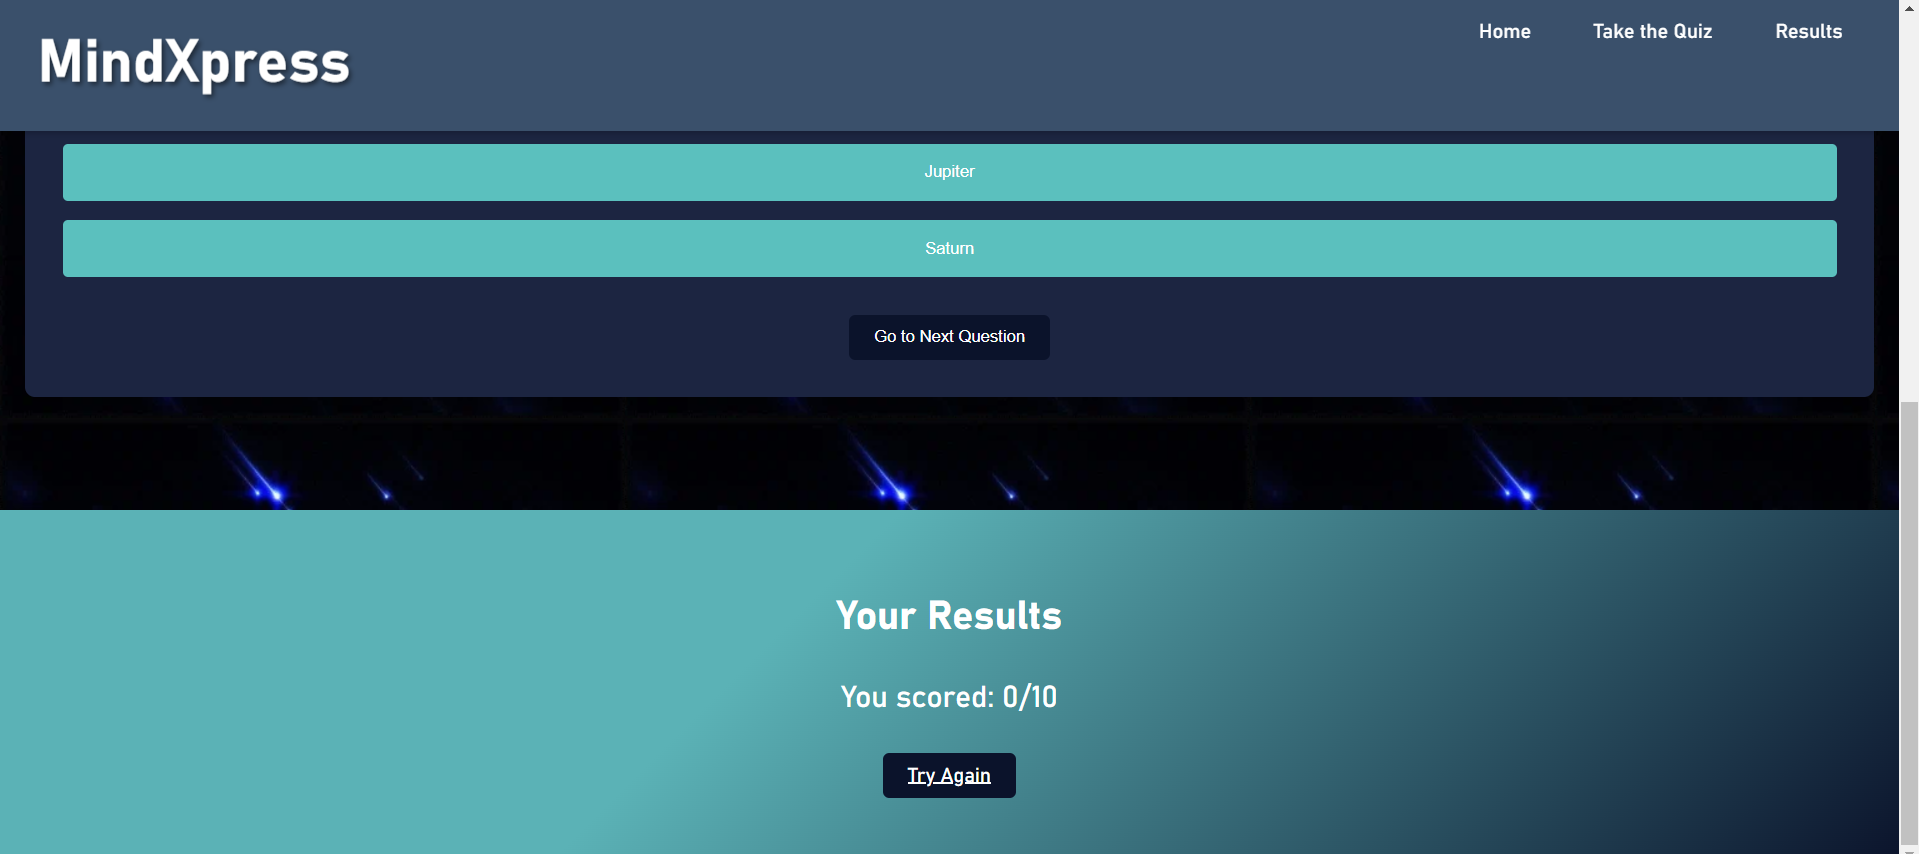 MindXpress
Home Take the Quiz Results
Jupiter
Saturn
Go to Next Question
Your Results
You scored: 0/10
Try Again